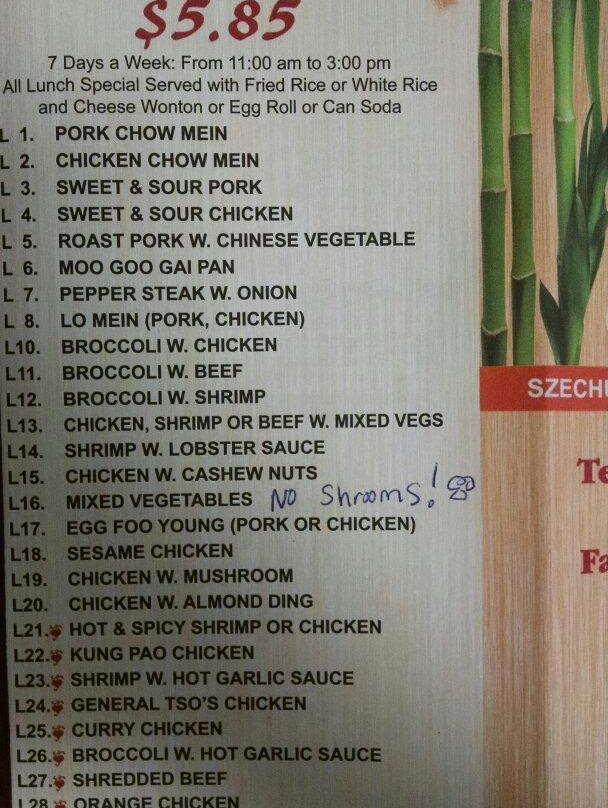 $5.85
7 Days a Week: From 11:00 am to 3:00 pm
All Lunch Special Served with Fried Rice or White Rice
and Cheese Wonton or Egg Roll or Can Soda
L 1. PORK CHOW MEIN
L 2. CHICKEN CHOW MEIN
L 3. SWEET & SOUR PORK
L 4. SWEET & SOUR CHICKEN
L 5. ROAST PORK W. CHINESE VEGETABLE
L 6. MOO GOO GAI PAN
L 7. PEPPER STEAK W. ONION
L 8. LO MEIN (PORK, CHICKEN)
L10. BROCCOLI W. CHICKEN
L11. BROCCOLI W. BEEF
L12. BROCCOLI W. SHRIMP
L13. CHICKEN, SHRIMP OR BEEF W. MIXED VEGS
L14. SHRIMP W. LOBSTER SAUCE
L15. CHICKEN W. CASHEW NUTS
L16. MIXED VEGETABLES NO Shrooms!
L17. EGG FOO YOUNG (PORK OR CHICKEN)
L18. SESAME CHICKEN
L19. CHICKEN W. MUSHROOM
L20. CHICKEN W. ALMOND DING
L21. HOT & SPICY SHRIMP OR CHICKEN
L22. KUNG PAO CHICKEN
L23. SHRIMP W. HOT GARLIC SAUCE
L24. GENERAL TSO'S CHICKEN
L25. CURRY CHICKEN
L26. BROCCOLI W. HOT GARLIC SAUCE
L27. SHREDDED BEEF
L28 ORANGE CHICKEN